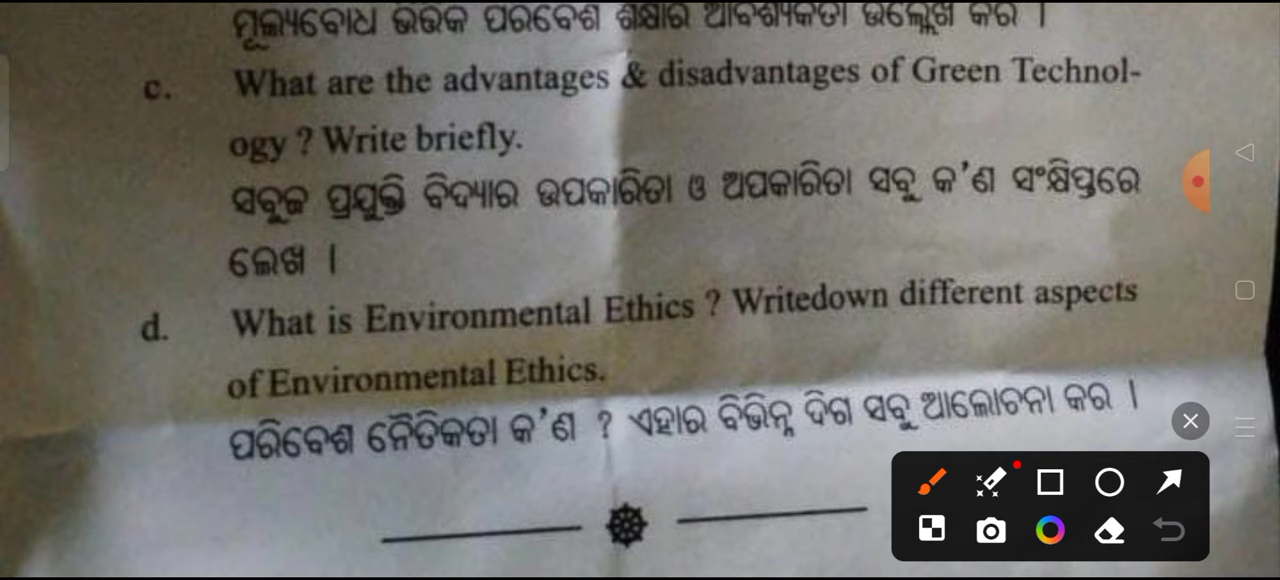 ମୂଲ୍ୟବୋଧ ଭିତ୍ତିକ ପରିବେଶ ଶିକ୍ଷାର ଆବଶ୍ୟକତା ଉଲ୍ଲେଖ କର ।
c. What are the advantages & disadvantages of Green Technol-
ogy ? Write briefly.
ସବୁଜ ପ୍ରଯୁକ୍ତି ବିଦ୍ୟାର ଉପକାରିତା ଓ ଅପକାରିତା ସବୁ କ'ଣ ସଂକ୍ଷିପ୍ତରେ
ଲେଖ ।
d. What is Environmental Ethics ? Writedown different aspects
of Environmental Ethics.
ପରିବେଶ ନୈତିକତା କ'ଣ ? ଏହାର ବିଭିନ୍ନ ଦିଗ ସବୁ ଆଲୋଚନା କର ।